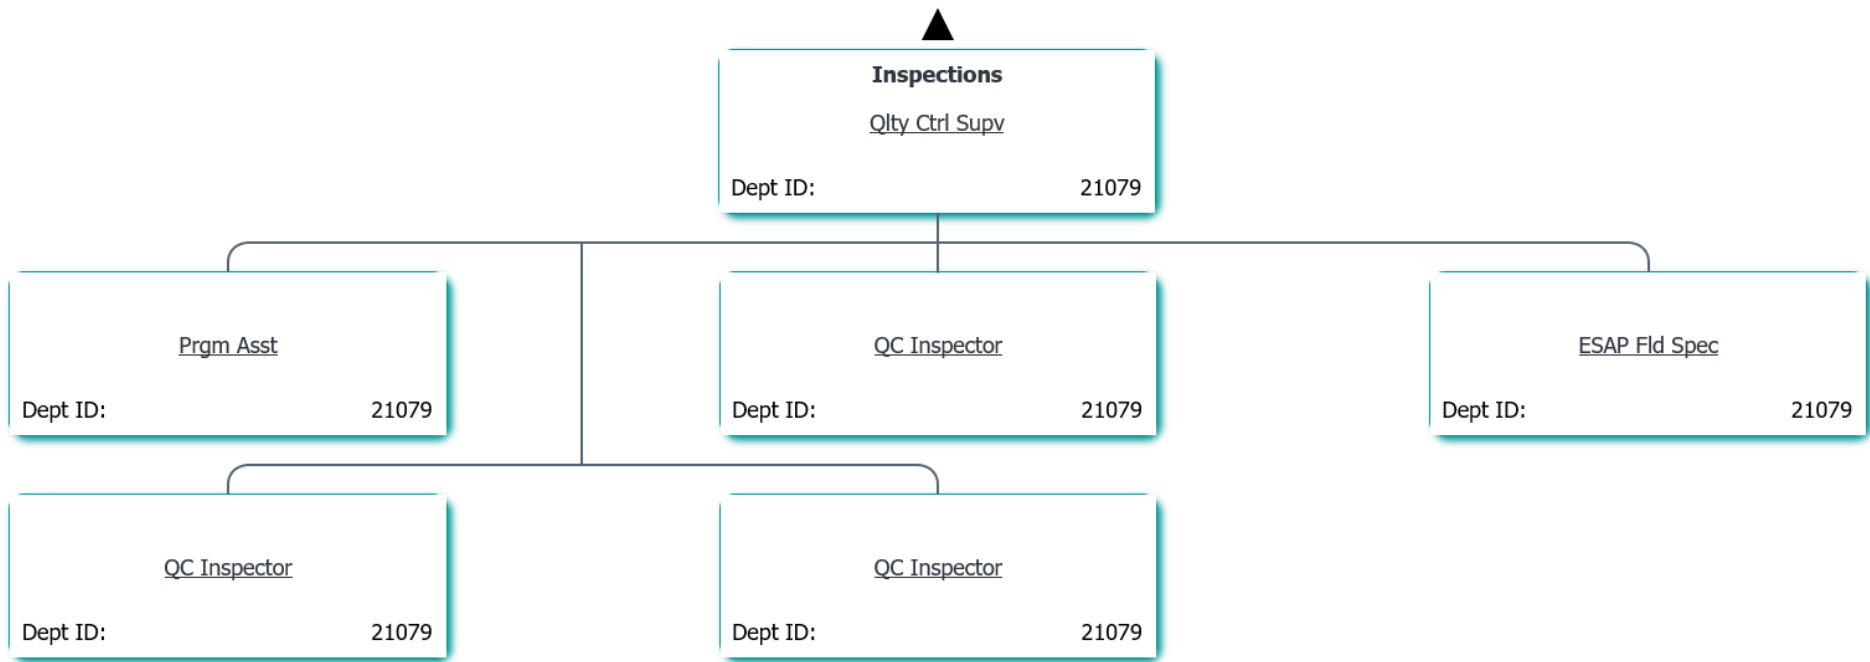 Inspections
Qlty Ctrl Supv
Dept ID: 21079
Prgm Asst
Dept ID: 21079
QC Inspector
Dept ID: 21079
ESAP Fld Spec
Dept ID: 21079
QC Inspector
Dept ID: 21079
QC Inspector
Dept ID: 21079